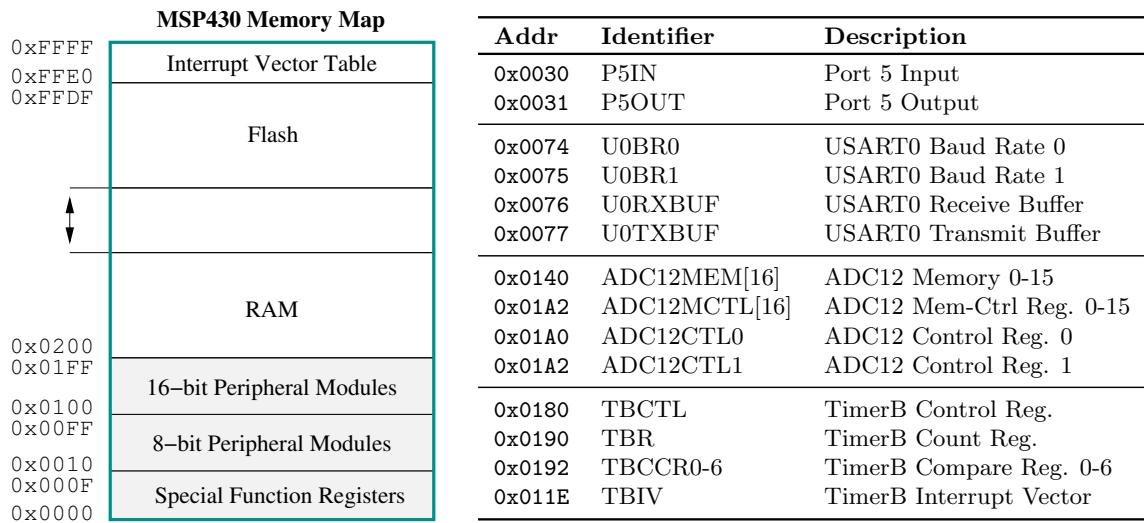 MSP430 Memory Map
0xFFFF
Interrupt Vector Table
0xFFE0
0xFFDF
Flash
RAM
0x0200
0x01FF
16−bit Peripheral Modules
0x0100
0x00FF
8−bit Peripheral Modules
0x0010
0x000F
Special Function Registers
0x0000
Addr Identifier Description
0x0030 P5IN Port 5 Input
0x0031 P5OUT Port 5 Output
0x0074 U0BR0 USART0 Baud Rate 0
0x0075 U0BR1 USART0 Baud Rate 1
0x0076 U0RXBUF USART0 Receive Buffer
0x0077 U0TXBUF USART0 Transmit Buffer
0x0140 ADC12MEM[16] ADC12 Memory 0-15
0x01A2 ADC12MCTL[16] ADC12 Mem-Ctrl Reg. 0-15
0x01A0 ADC12CTL0 ADC12 Control Reg. 0
0x01A2 ADC12CTL1 ADC12 Control Reg. 1
0x0180 TBCTL TimerB Control Reg.
0x0190 TBR TimerB Count Reg.
0x0192 TBCCR0-6 TimerB Compare Reg. 0-6
0x011E TBIV TimerB Interrupt Vector